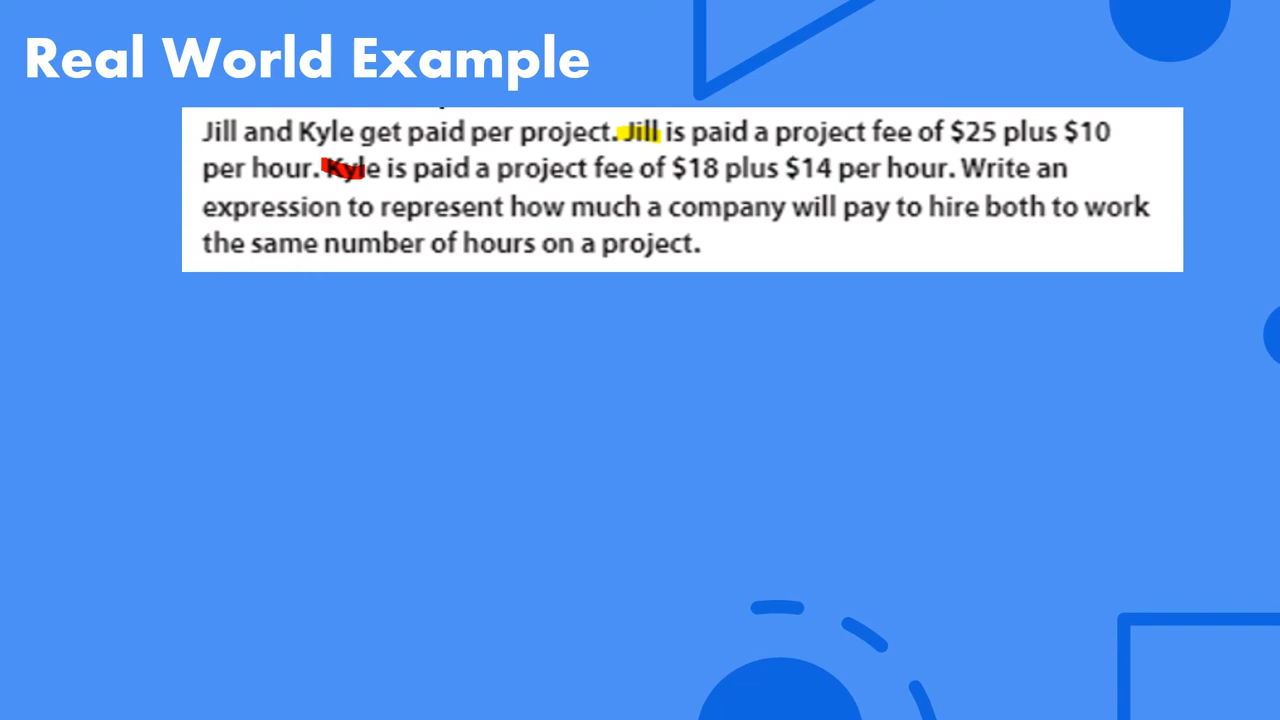 Real World Example
Jill and Kyle get paid per project. Jill is paid a project fee of $25 plus $10
per hour. Kyle is paid a project fee of $18 plus $14 per hour. Write an
expression to represent how much a company will pay to hire both to work
the same number of hours on a project.